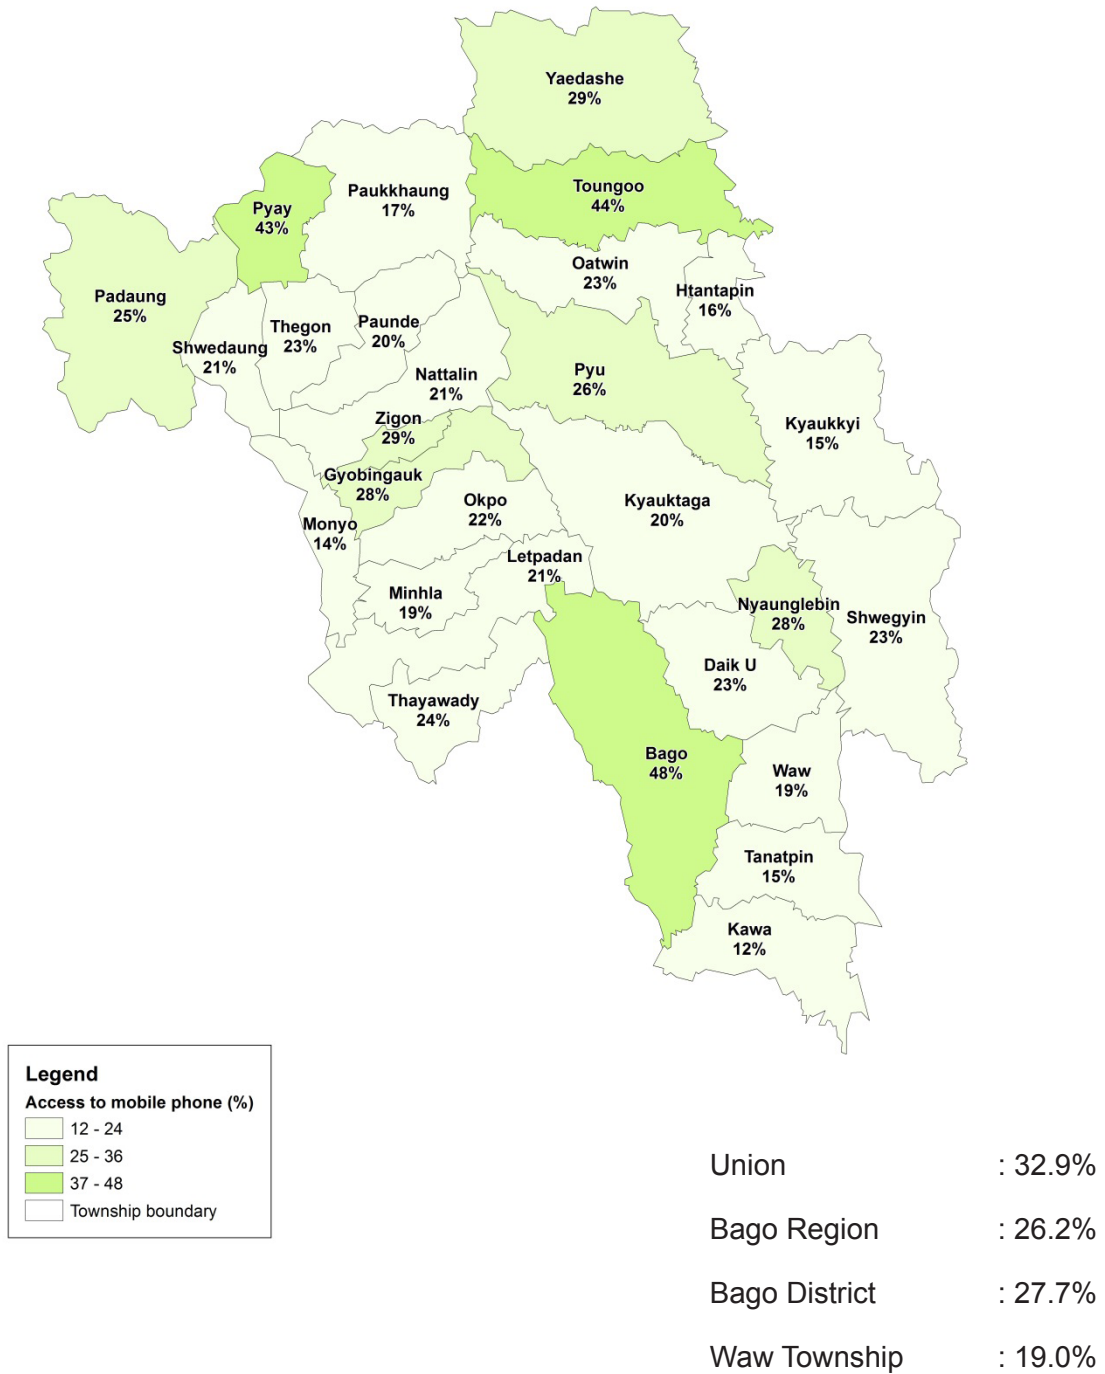 Yaedashe
29%
Toungoo
44%
Paukkhaung
17%
Pyay
43%
Oatwin
23%
Htantapin
16%
Padaung
25%
Thegon
23%
Paunde
20%
Shwedaung
21%
Nattalin
21%
Pyu
26%
Kyaukkyi
15%
Zigon
29%
Gyobingauk
28%
Okpo
22%
Kyauktaga
20%
Monyo
14%
Letpadan
21%
Minhla
19%
Nyaunglebin
28%
Shwegyin
23%
Daik U
23%
Thayawady
24%
Bago
48%
Waw
19%
Tanatpin
15%
Kawa
12%
Legend
Access to mobile phone (%)
12 - 24
25 - 36
37 - 48
Township boundary
Union : 32.9%
Bago Region : 26.2%
Bago District : 27.7%
Waw Township : 19.0%